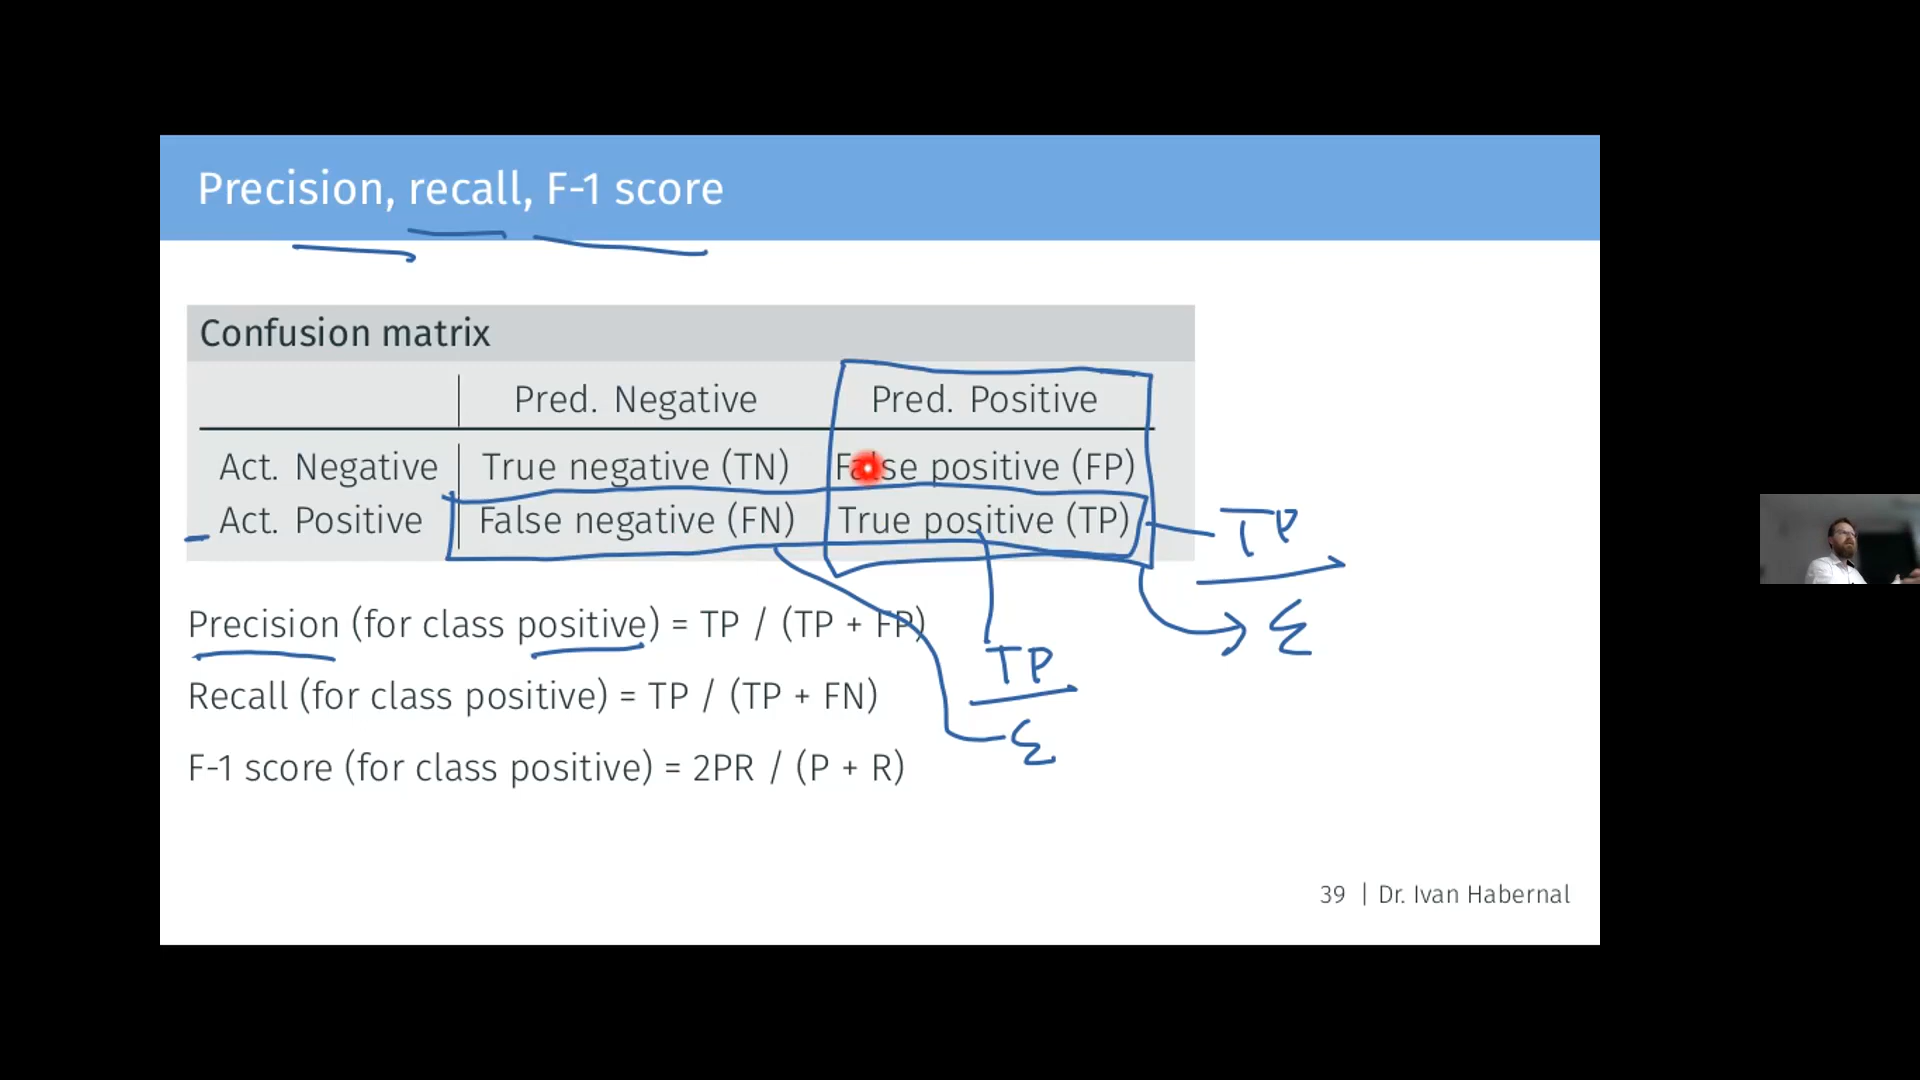 Precision, recall, F-1 score
Confusion matrix
Pred. Negative Pred. Positive
Act. Negative True negative (TN) False positive (FP)
Act. Positive False negative (FN) True positive (TP)
TP
Σ
Precision (for class positive) = TP / (TP + FP)
TP
Σ
Recall (for class positive) = TP / (TP + FN)
F-1 score (for class positive) = 2PR / (P + R)
39 | Dr. Ivan Habernal